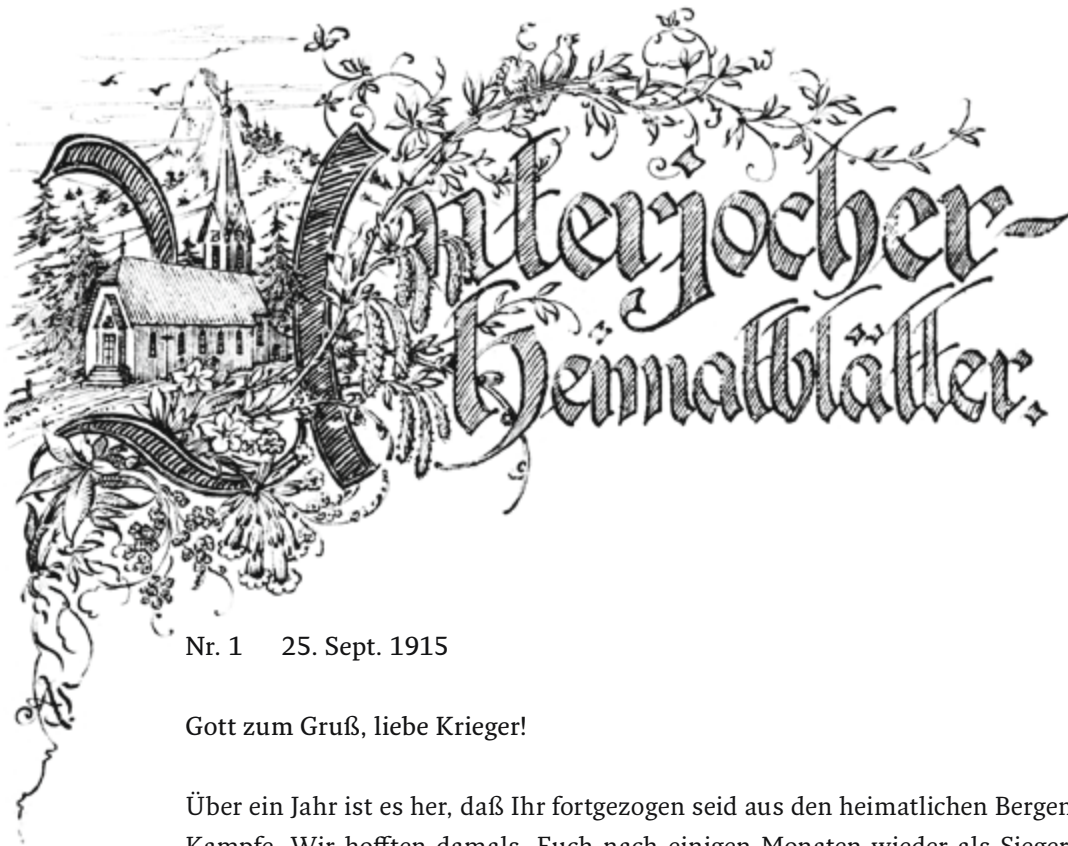 Unterjocher-
Heimatblätter.
Nr. 1 25. Sept. 1915
Gott zum Gruß, liebe Krieger!
Über ein Jahr ist es her, daß Ihr fortgezogen seid aus den heimatlichen Bergen
Kampfe. Wir hofften damals, Euch nach einigen Monaten wieder als Sieger